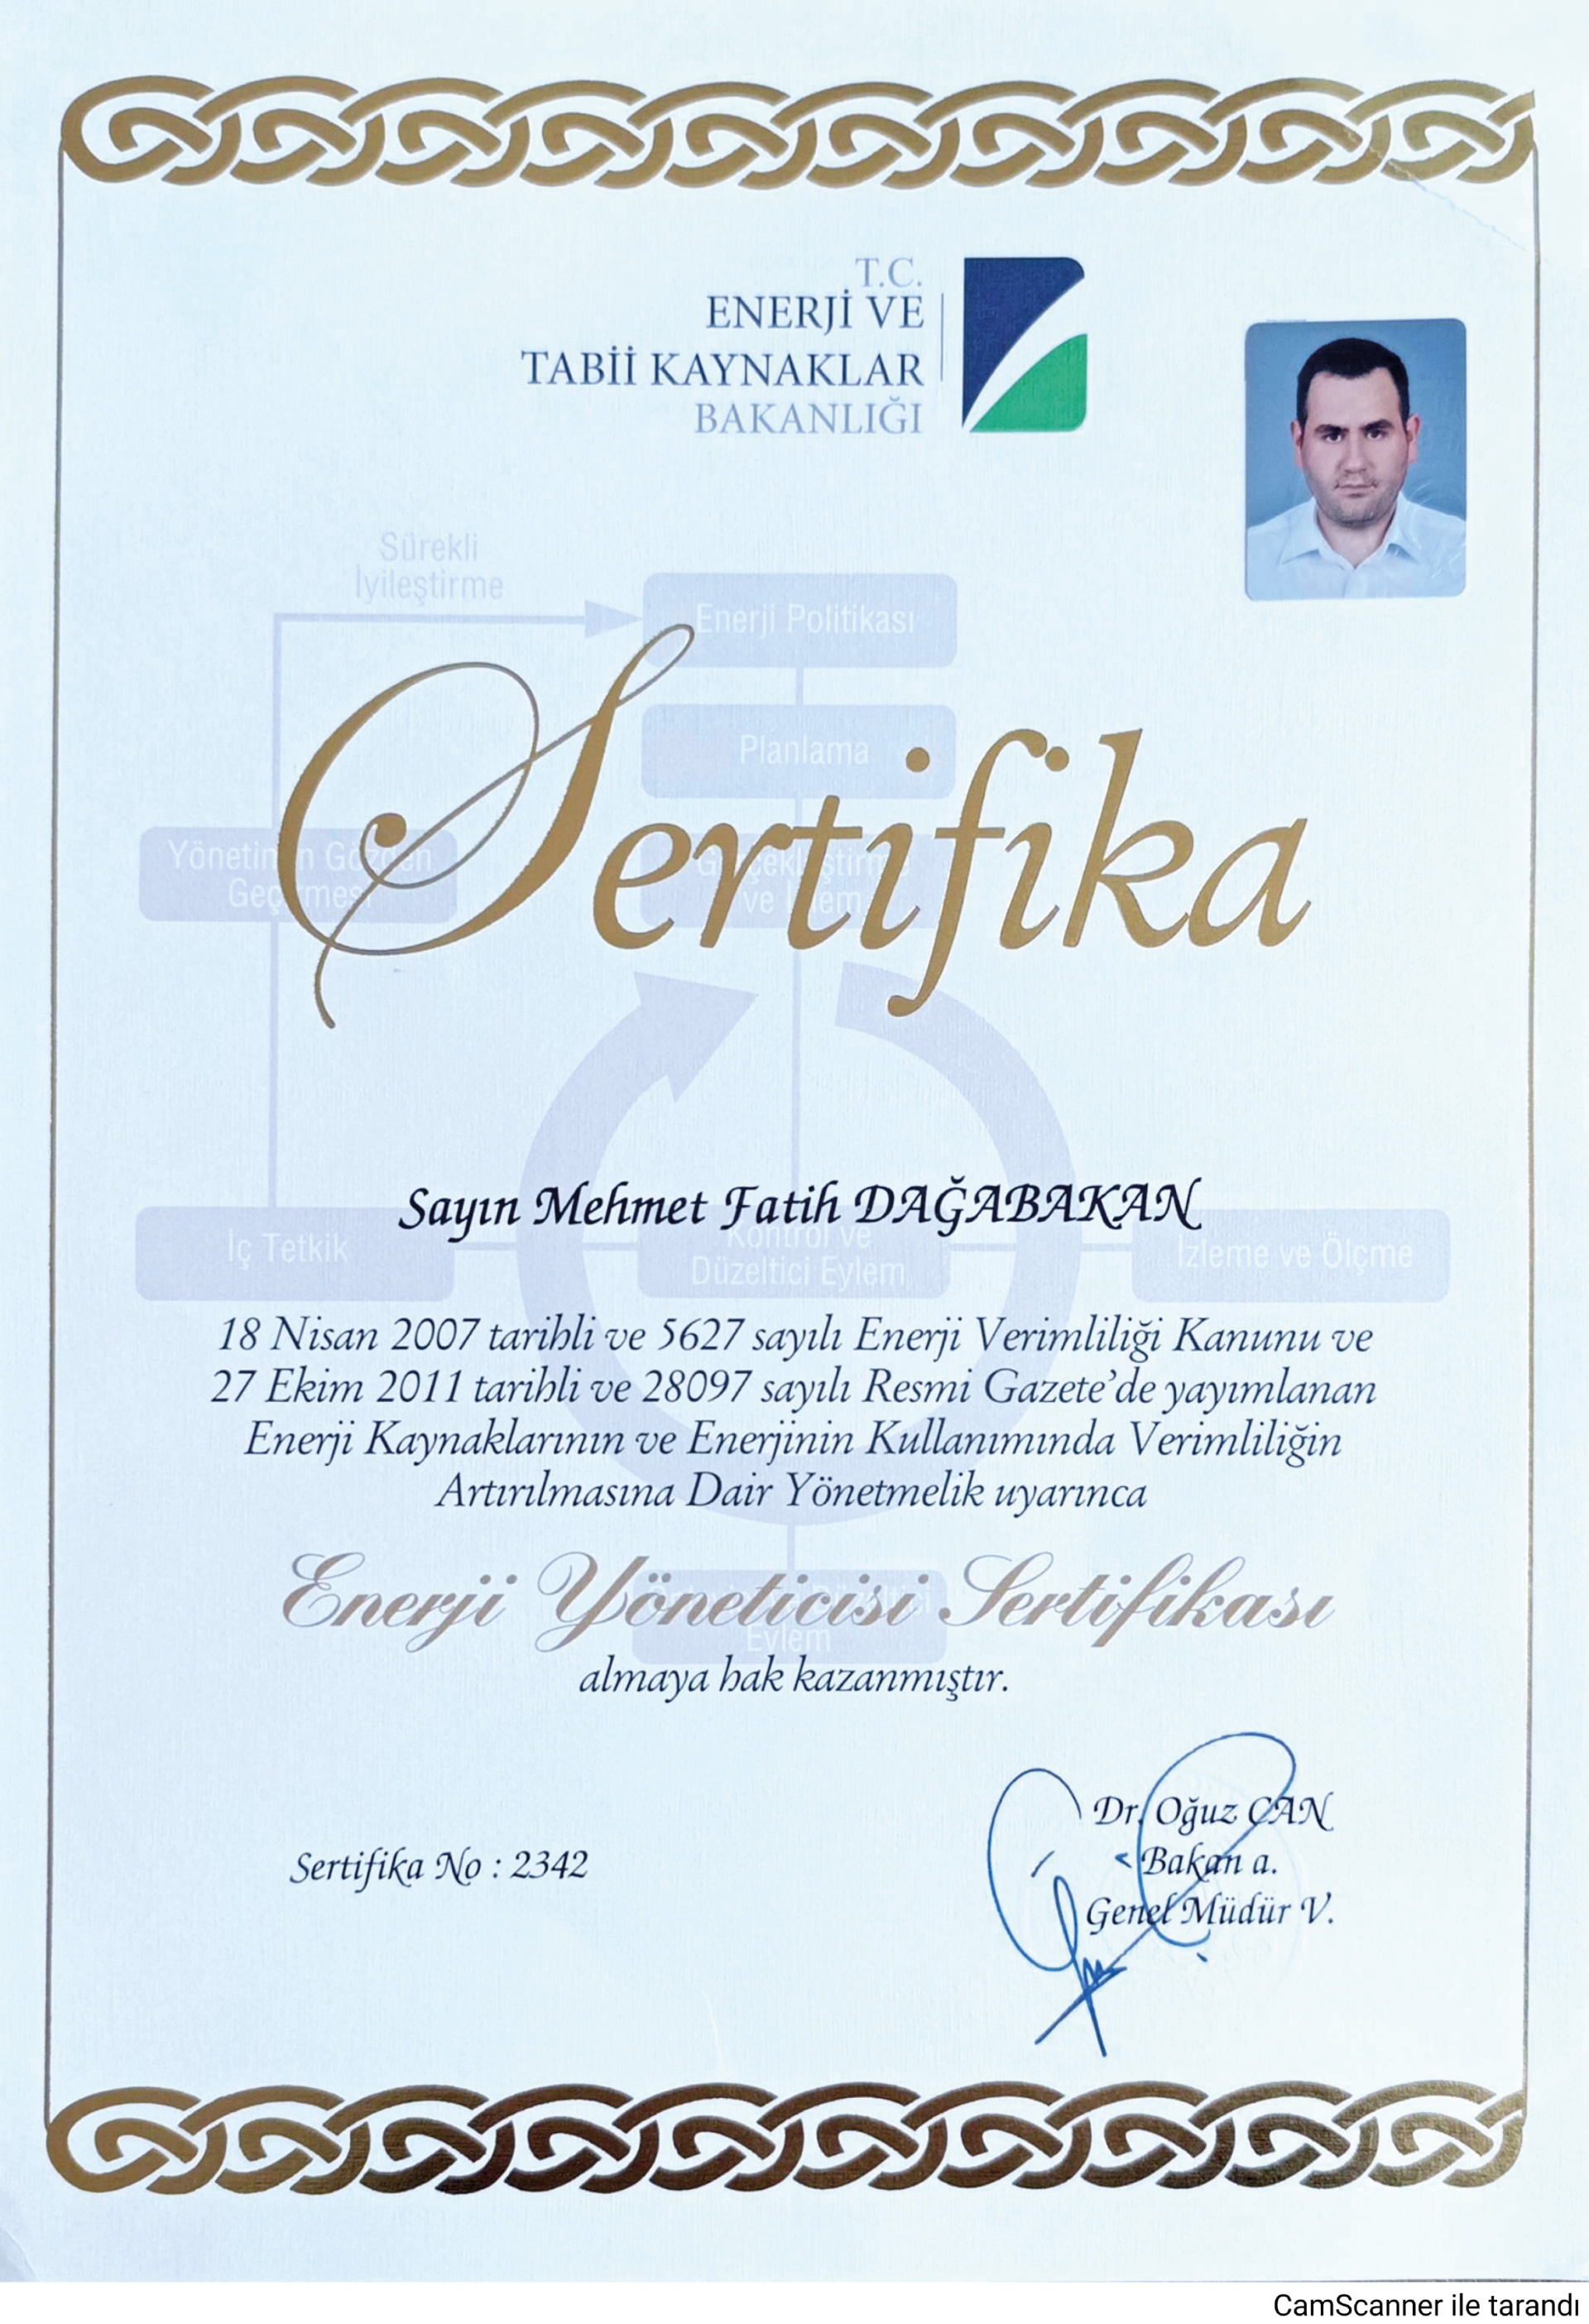 T.C.
ENERJİ VE
TABİİ KAYNAKLAR
BAKANLIĞI
Sürekli
İyileştirme
Enerji Politikası
Planlama
Sertifika
Sayın Mehmet Fatih DAĞABAKAN
İç Tetkik
Kontrol ve
Düzeltici Eylem
İzleme ve Ölçme
18 Nisan 2007 tarihli ve 5627 sayılı Enerji Verimliliği Kanunu ve
27 Ekim 2011 tarihli ve 28097 sayılı Resmi Gazete'de yayımlanan
Enerji Kaynaklarının ve Enerjinin Kullanımında Verimliliğin
Artırılmasına Dair Yönetmelik uyarınca
Enerji Yöneticisi Sertifikası
Eylem
almaya hak kazanmıştır.
Dr. Oğuz CAN
Sertifika No : 2342
Bakan a.
Genel Müdür V.
CamScanner ile tarandı